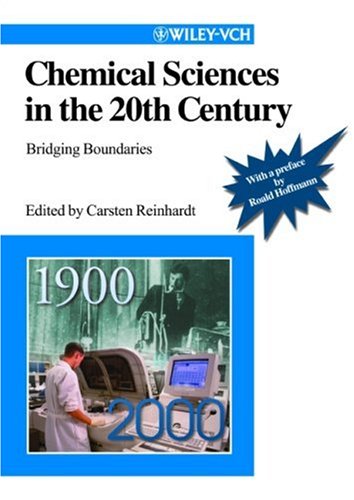 WILEY-VCH
Chemical Sciences
in the 20th Century
Bridging Boundaries
With a preface
by
Roald Hoffmann
Edited by Carsten Reinhardt
1900
2000